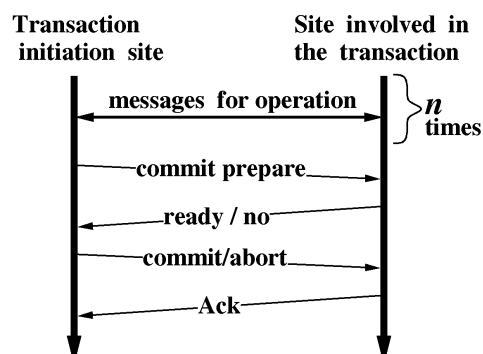 Transaction
initiation site
Site involved in
the transaction
messages for operation
n
times
commit prepare
ready / no
commit/abort
Ack